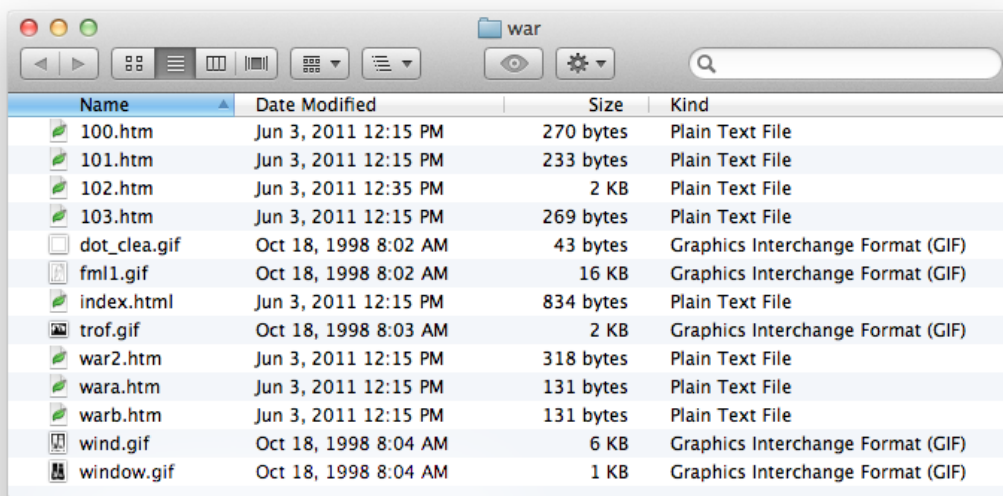 war
Name Date Modified Size Kind
100.htm Jun 3, 2011 12:15 PM 270 bytes Plain Text File
101.htm Jun 3, 2011 12:15 PM 233 bytes Plain Text File
102.htm Jun 3, 2011 12:35 PM 2 KB Plain Text File
103.htm Jun 3, 2011 12:15 PM 269 bytes Plain Text File
dot_clea.gif Oct 18, 1998 8:02 AM 43 bytes Graphics Interchange Format (GIF)
fml1.gif Oct 18, 1998 8:02 AM 16 KB Graphics Interchange Format (GIF)
index.html Jun 3, 2011 12:15 PM 834 bytes Plain Text File
trof.gif Oct 18, 1998 8:03 AM 2 KB Graphics Interchange Format (GIF)
war2.htm Jun 3, 2011 12:15 PM 318 bytes Plain Text File
wara.htm Jun 3, 2011 12:15 PM 131 bytes Plain Text File
warb.htm Jun 3, 2011 12:15 PM 131 bytes Plain Text File
wind.gif Oct 18, 1998 8:04 AM 6 KB Graphics Interchange Format (GIF)
window.gif Oct 18, 1998 8:04 AM 1 KB Graphics Interchange Format (GIF)